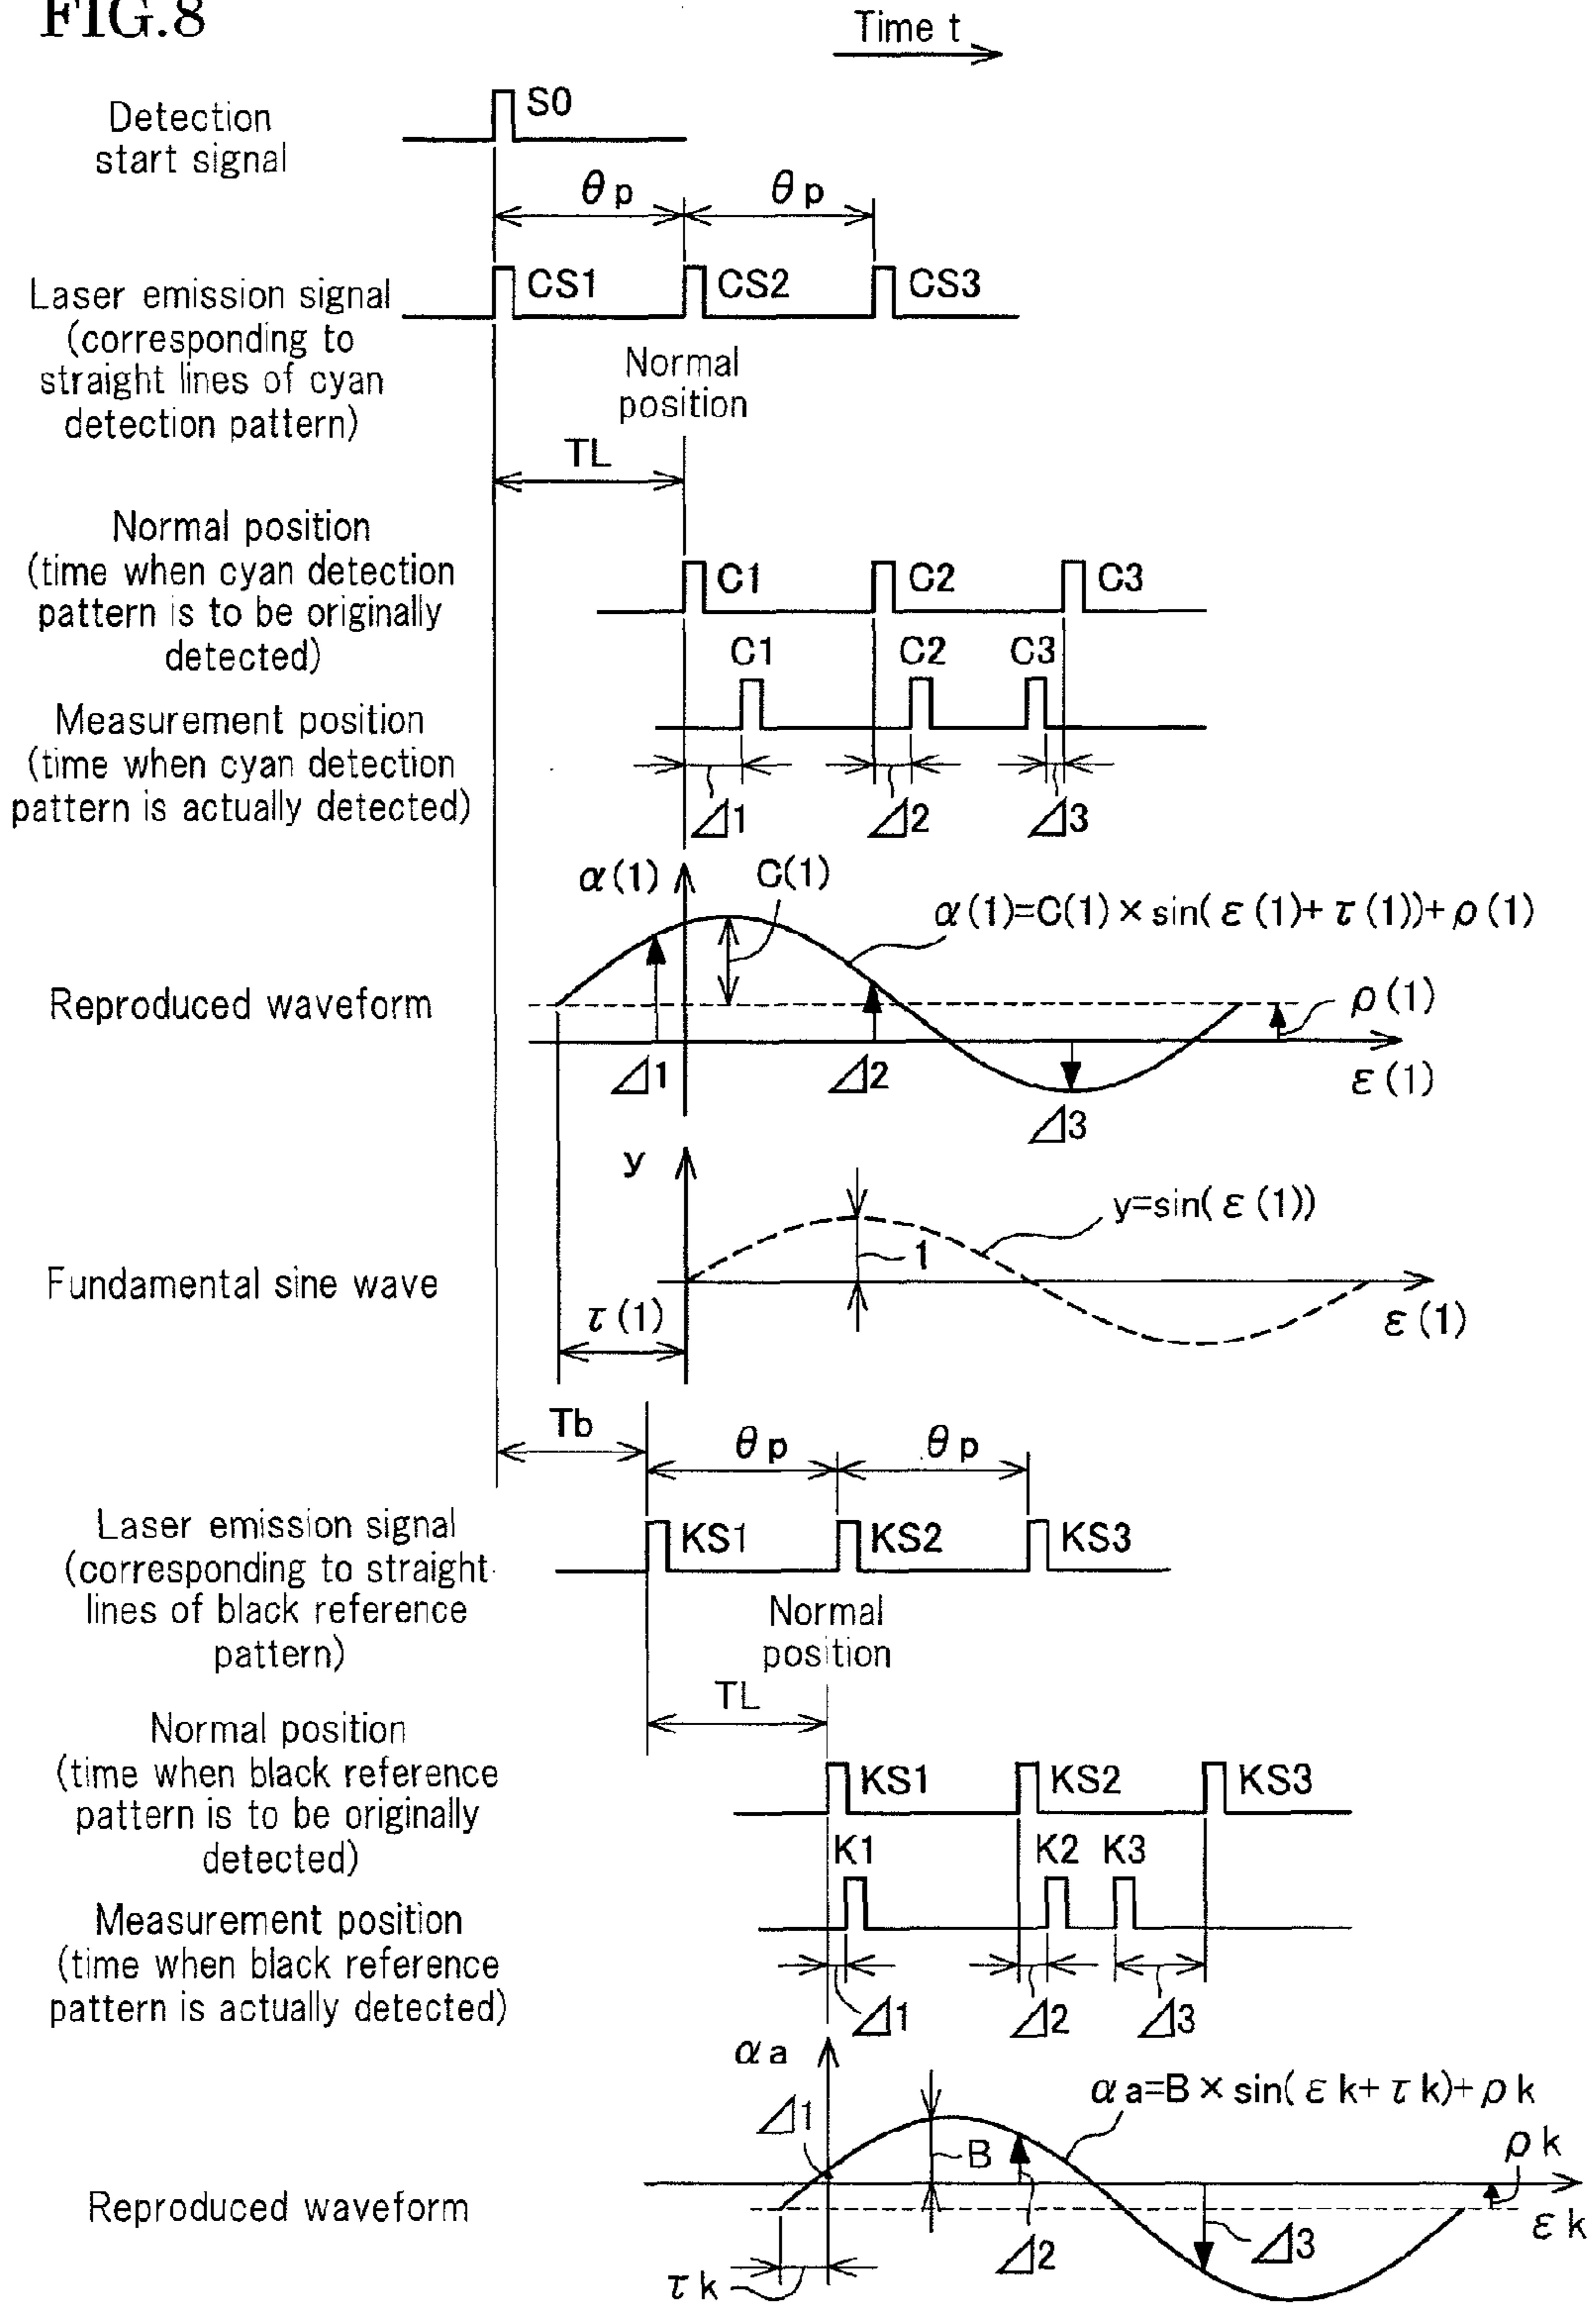 FIG.8
Time t
Detection
start signal
S0
θp
θp
Laser emission signal
(corresponding to
straight lines of cyan
detection pattern)
CS1
CS2
CS3
Normal
position
TL
Normal position
(time when cyan detection
pattern is to be originally
detected)
C1
C2
C3
C1
C2
C3
Measurement position
(time when cyan detection
pattern is actually detected)
⊿1
⊿2
⊿3
α(1)
C(1)
α(1)=C(1)×sin(ε(1)+τ(1))+ρ(1)
Reproduced waveform
ρ(1)
⊿1
⊿2
ε(1)
⊿3
y
y=sin(ε(1))
1
Fundamental sine wave
τ(1)
ε(1)
Tb
θp
θp
Laser emission signal
(corresponding to straight
lines of black reference
pattern)
KS1
KS2
KS3
Normal
position
TL
Normal position
(time when black reference
pattern is to be originally
detected)
KS1
KS2
KS3
K1
K2
K3
Measurement position
(time when black reference
pattern is actually detected)
⊿1
⊿2
⊿3
αa
αa=B×sin(εk+τk)+ρk
⊿1
B
ρk
Reproduced waveform
εk
⊿2
⊿3
τk